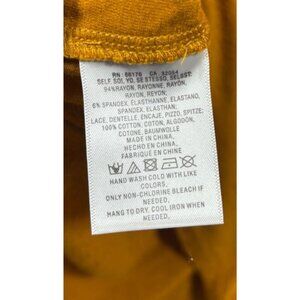 RN: 66170 CA 32054
SELF, SOI, YO, SE STESSO, SELBST:
94% RAYON, RAYONNE, RAYON,
RAYON, REYON;
6% SPANDEX, ELASTHANNE, ELASTANO,
SPANDEX, ELASTHAN;
LACE, DENTELLE, ENCAJE, PIZZO, SPITZE:
100% COTTON, COTON, ALGODÓN,
COTONE, BAUMWOLLE
MADE IN CHINA,
HECHO EN CHINA,
FABRIQUÉ EN CHINE
HAND WASH COLD WITH LIKE
COLORS,
ONLY NON-CHLORINE BLEACH IF
NEEDED,
HANG TO DRY, COOL IRON WHEN
NEEDED.